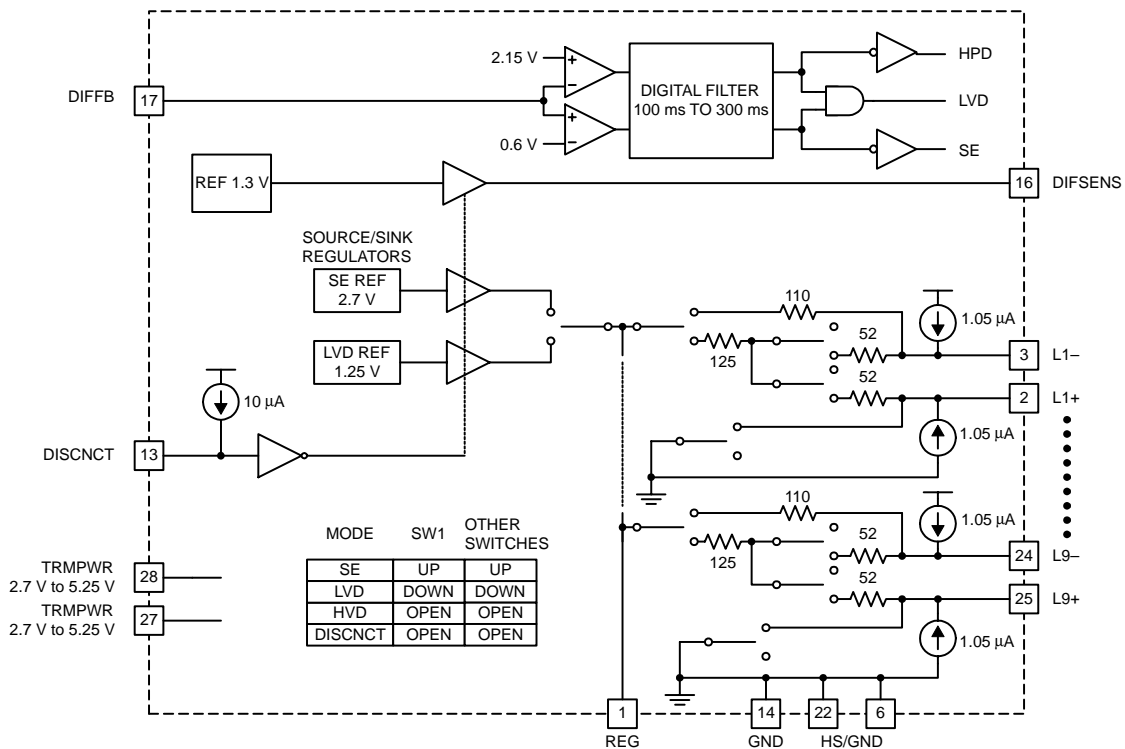 2.15 V
+
−
DIGITAL FILTER
100 ms TO 300 ms
HPD
LVD
SE
DIFFB
17
+
−
0.6 V
REF 1.3 V
16
DIFSENS
SOURCE/SINK
REGULATORS
SE REF
2.7 V
LVD REF
1.25 V
110
1.05 µA
125
52
3
L1−
52
2
L1+
1.05 µA
10 µA
DISCNCT
13
110
1.05 µA
125
52
24
L9−
52
25
L9+
1.05 µA
MODE SW1 OTHER
SWITCHES
SE UP UP
LVD DOWN DOWN
HVD OPEN OPEN
DISCNCT OPEN OPEN
TRMPWR
2.7 V to 5.25 V
28
TRMPWR
2.7 V to 5.25 V
27
1
14
22
6
REG
GND
HS/GND